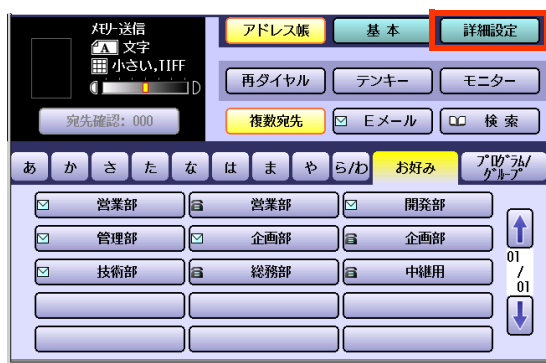 ﾒﾓﾘｰ送信
A 文字
小さい,TIFF
L D
宛先確認: 000
アドレス帳 基本 詳細設定
再ダイヤル テンキー モニター
複数宛先 Eメール 検索
あ か さ た な は ま や ら/わ お好み ﾌﾟﾛｸﾞﾗﾑ/
ｸﾞﾙｰﾌﾟ
営業部 営業部 開発部
管理部 企画部 企画部
技術部 総務部 中継用
01
/
01